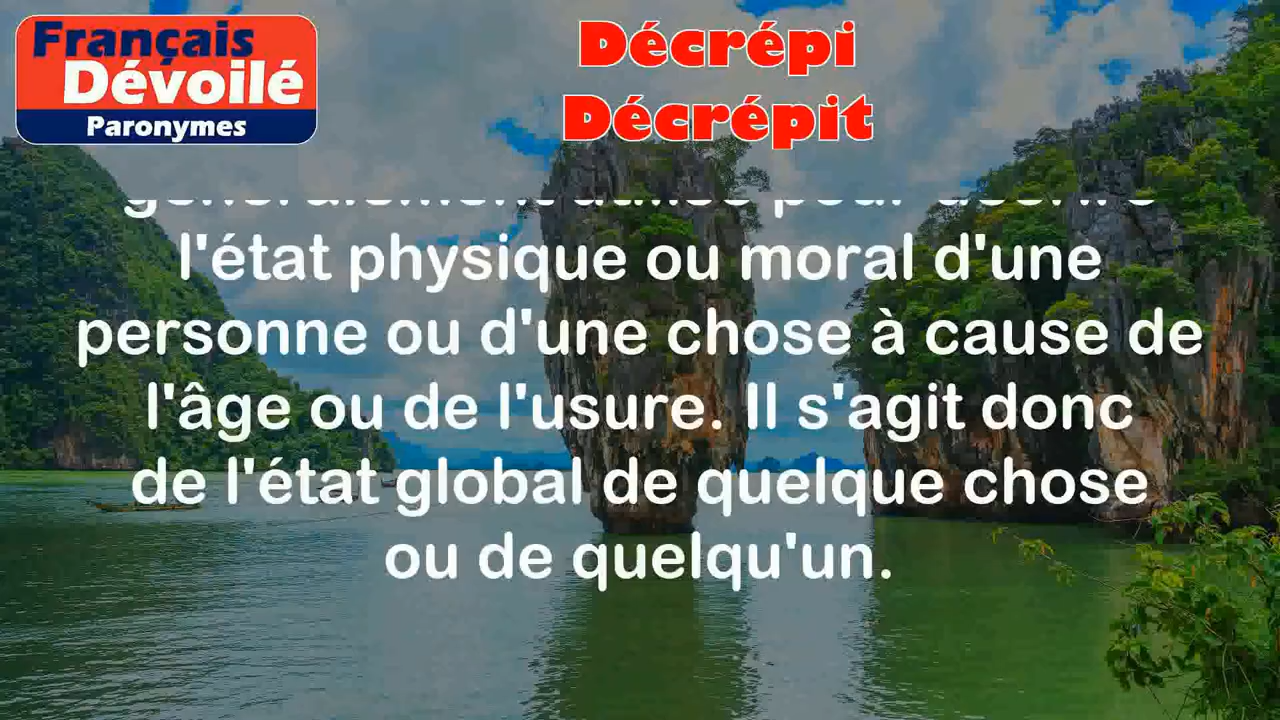 Français
Dévoilé
Paronymes
Décrépi
Décrépit
l'état physique ou moral d'une
personne ou d'une chose à cause de
l'âge ou de l'usure. Il s'agit donc
de l'état global de quelque chose
ou de quelqu'un.